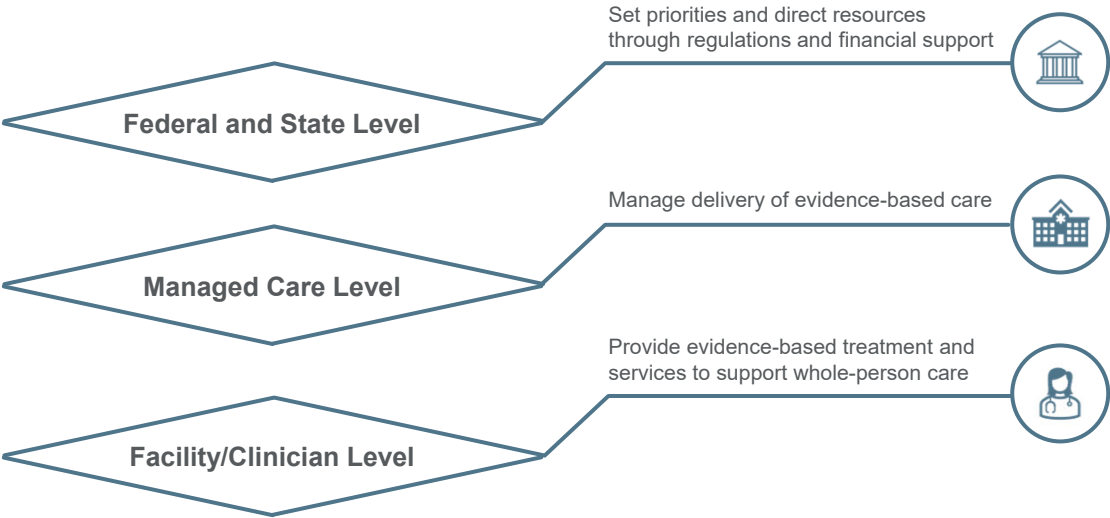 Set priorities and direct resources
through regulations and financial support
Federal and State Level
Manage delivery of evidence-based care
Managed Care Level
Provide evidence-based treatment and
services to support whole-person care
Facility/Clinician Level